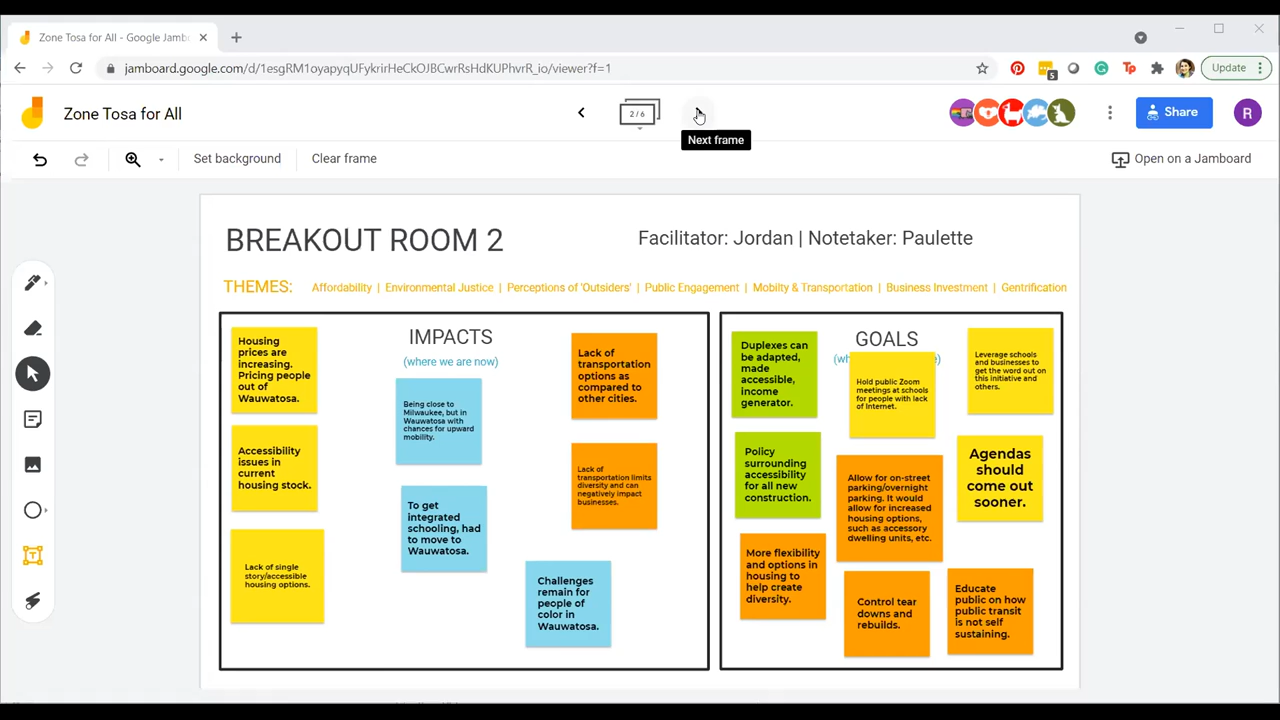 Zone Tosa for All - Google Jambo
jamboard.google.com/d/1esgRM1oyapyqUFykrirHeCkOJBCwrRsHdKUPhvrR_io/viewer?f=1
5
Tp
Update
Zone Tosa for All
2 / 6
Share
R
Next frame
Set background
Clear frame
Open on a Jamboard
BREAKOUT ROOM 2
Facilitator: Jordan | Notetaker: Paulette
THEMES: Affordability | Environmental Justice | Perceptions of 'Outsiders' | Public Engagement | Mobilty & Transportation | Business Investment | Gentrification
IMPACTS
(where we are now)
Housing
prices are
increasing.
Pricing people
out of
Wauwatosa.
Accessibility
issues in
current
housing stock.
Lack of single
story/accessible
housing options.
Being close to
Milwaukee, but in
Wauwatosa with
chances for upward
mobility.
To get
integrated
schooling, had
to move to
Wauwatosa.
Challenges
remain for
people of
color in
Wauwatosa.
Lack of
transportation
options as
compared to
other cities.
Lack of
transportation limits
diversity and can
negatively impact
businesses.
GOALS
Duplexes can
be adapted,
made
accessible,
income
generator.
Policy
surrounding
accessibility
for all new
construction.
More flexibility
and options in
housing to
help create
diversity.
Hold public Zoom
meetings at schools
for people with lack
of Internet.
Allow for on-street
parking/overnight
parking. It would
allow for increased
housing options,
such as accessory
dwelling units, etc.
Control tear
downs and
rebuilds.
Leverage schools
and businesses to
get the word out on
this initiative and
others.
Agendas
should
come out
sooner.
Educate
public on how
public transit
is not self
sustaining.